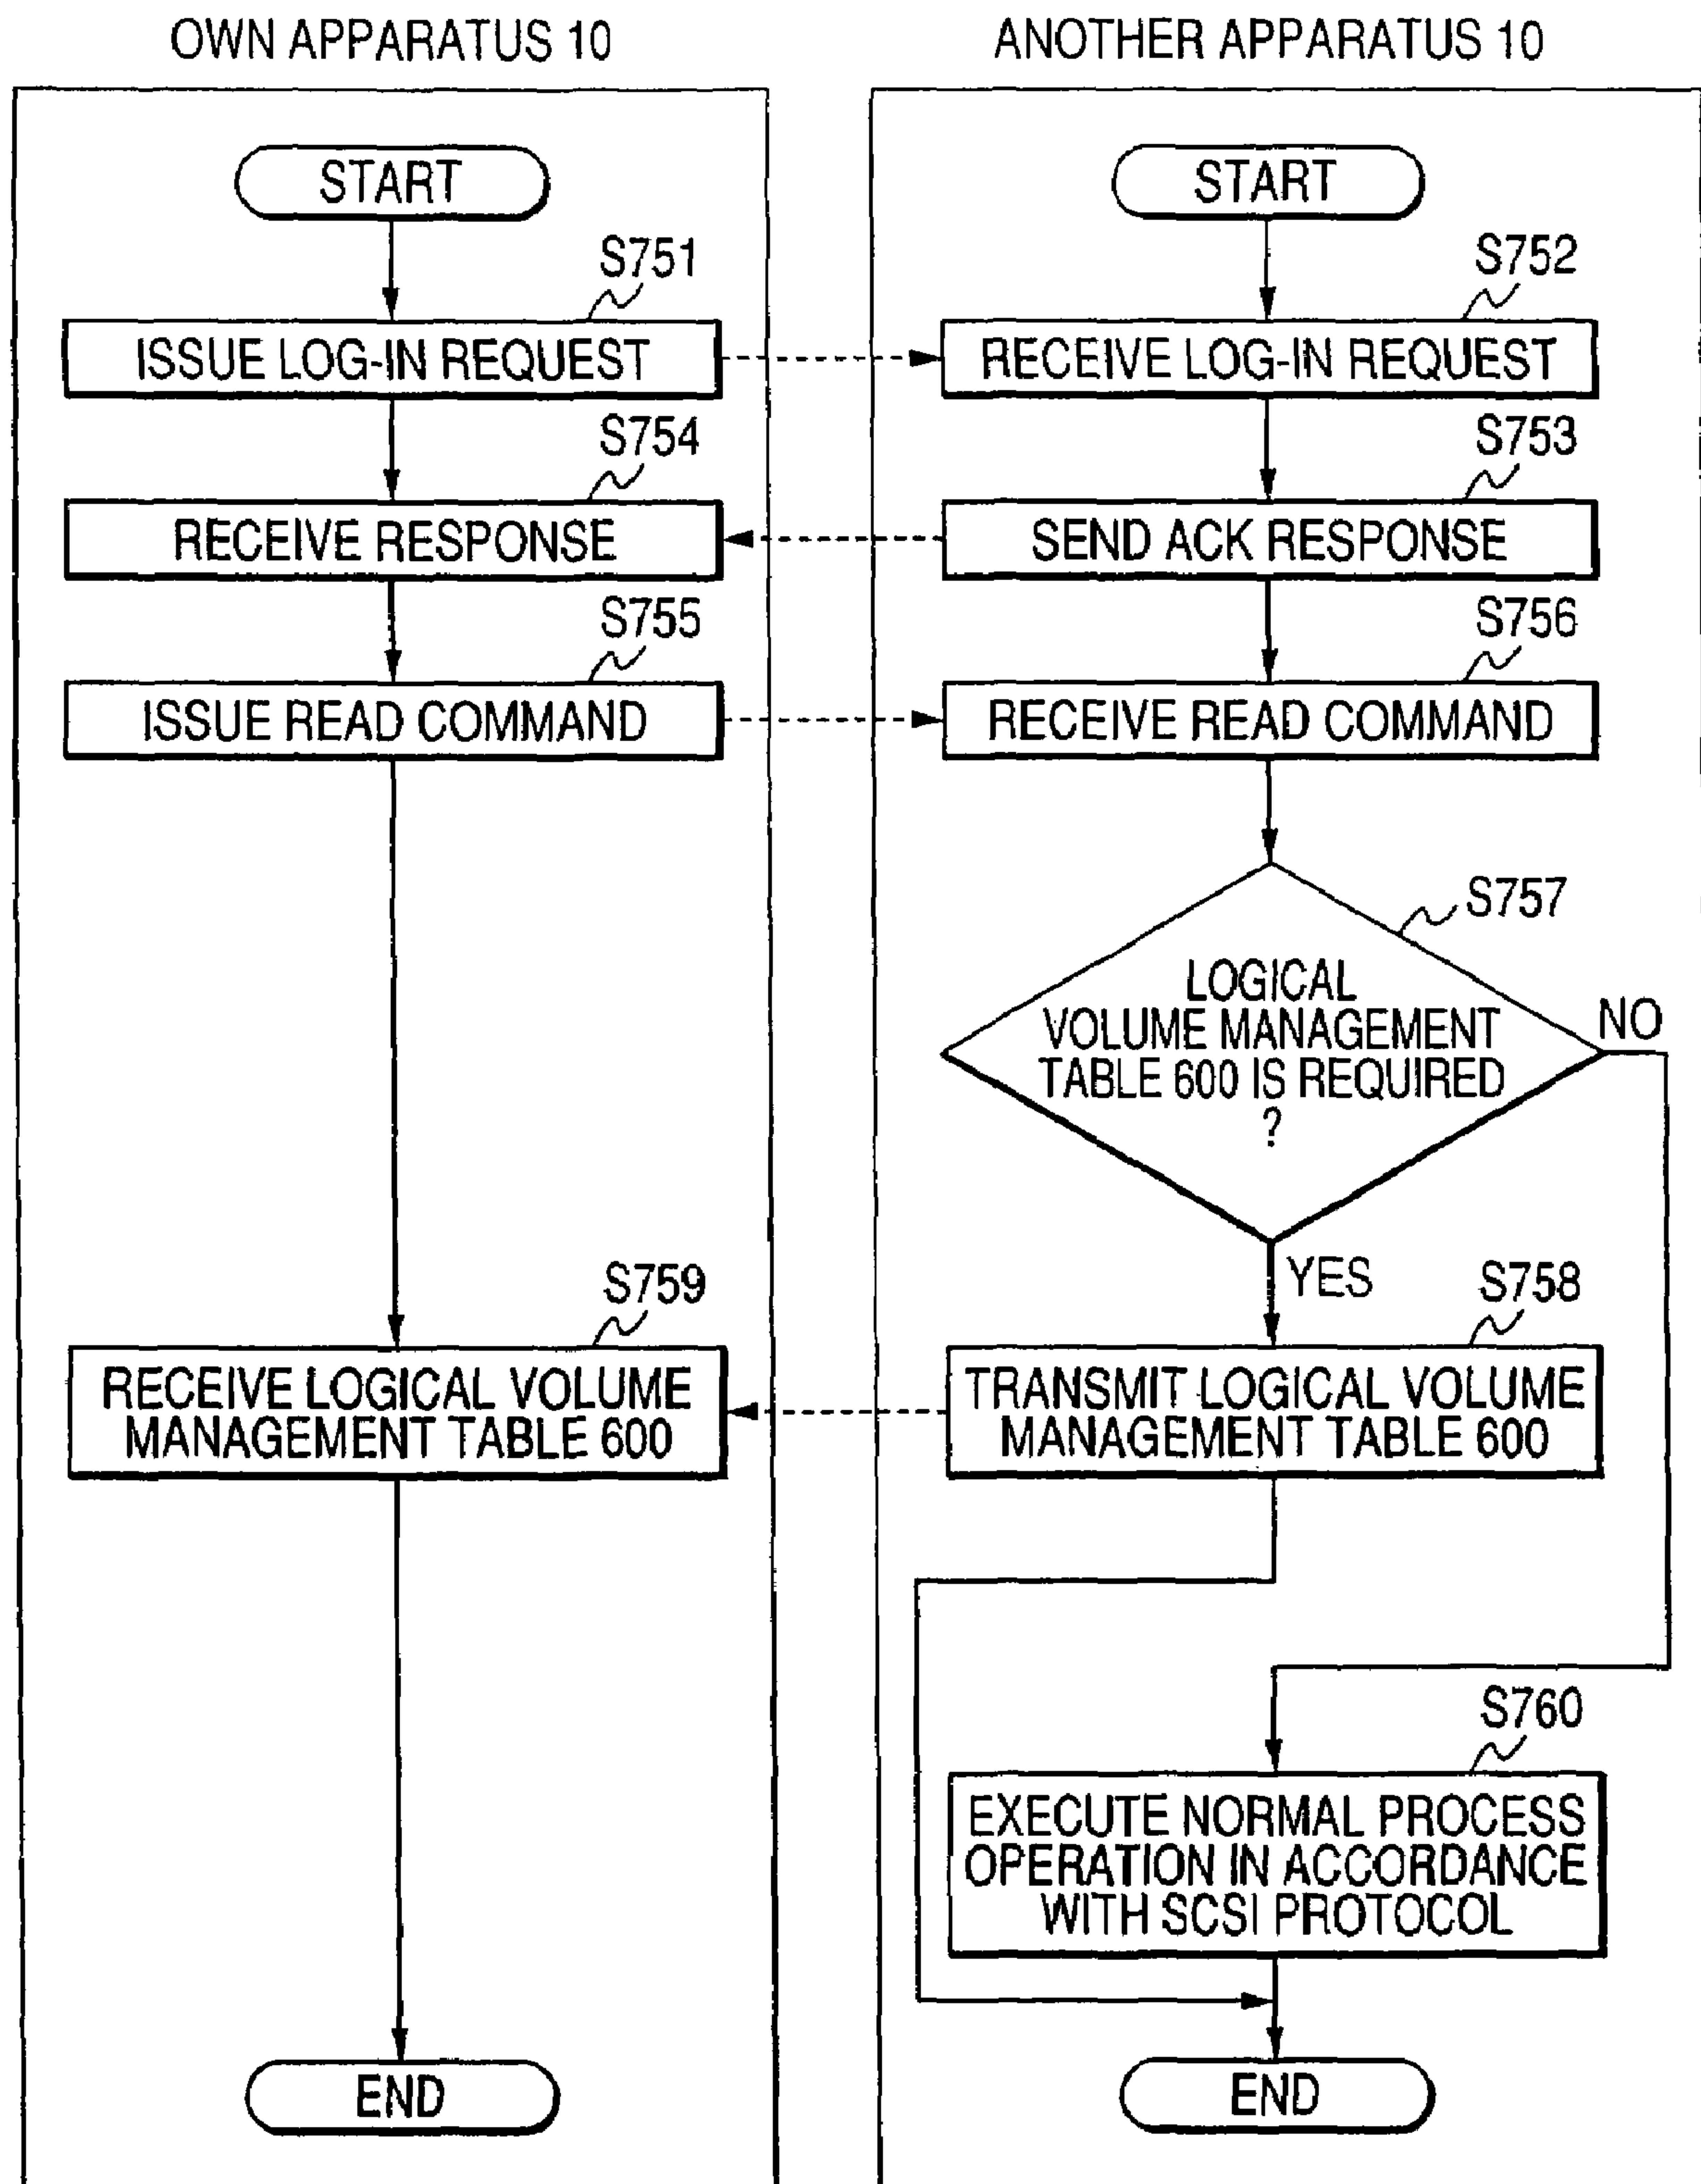 OWN APPARATUS 10
ANOTHER APPARATUS 10
START
START
S751
S752
ISSUE LOG-IN REQUEST
RECEIVE LOG-IN REQUEST
S754
S753
RECEIVE RESPONSE
SEND ACK RESPONSE
S755
S756
ISSUE READ COMMAND
RECEIVE READ COMMAND
S757
LOGICAL
VOLUME MANAGEMENT
TABLE 600 IS REQUIRED
?
NO
YES
S759
S758
RECEIVE LOGICAL VOLUME
MANAGEMENT TABLE 600
TRANSMIT LOGICAL VOLUME
MANAGEMENT TABLE 600
S760
EXECUTE NORMAL PROCESS
OPERATION IN ACCORDANCE
WITH SCSI PROTOCOL
END
END